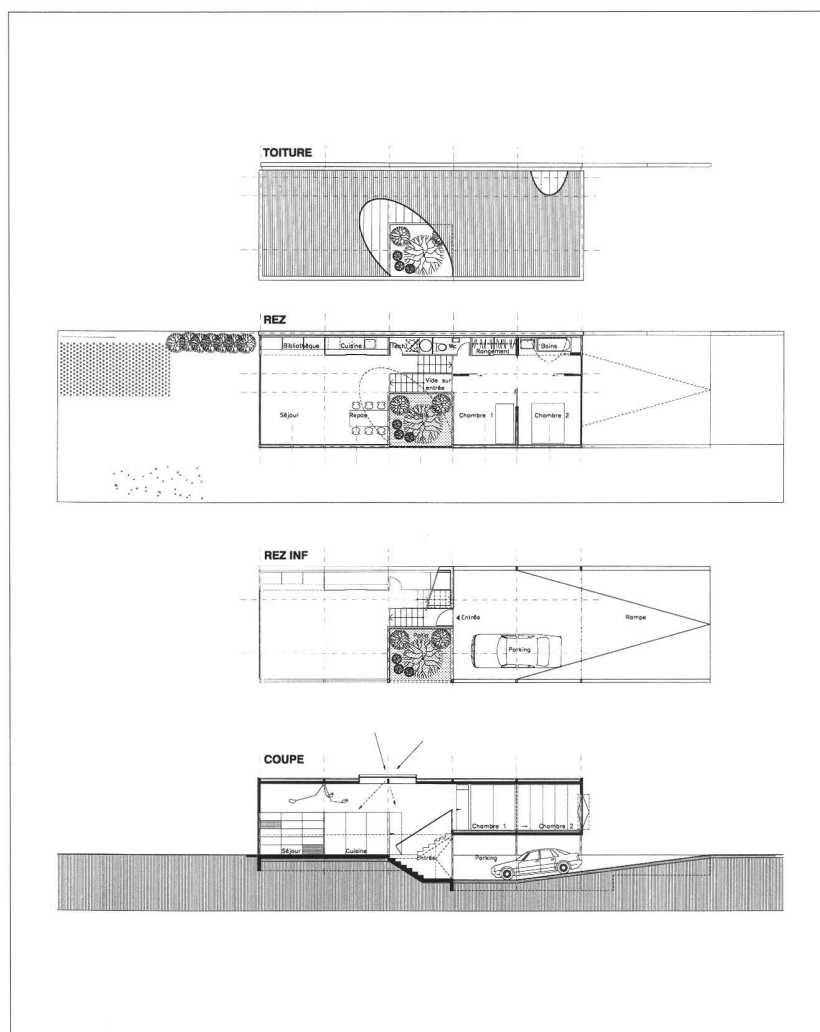 TOITURE
REZ
Bibliothèque Cuisine Tech. Wc Rangement Bains
Vide sur
entrée
Séjour Repas Patio Chambre 1 Chambre 2
REZ INF
Entrée Rampe
Patio
Parking
COUPE
Chambre 1 Chambre 2
Séjour Cuisine Entrée Parking